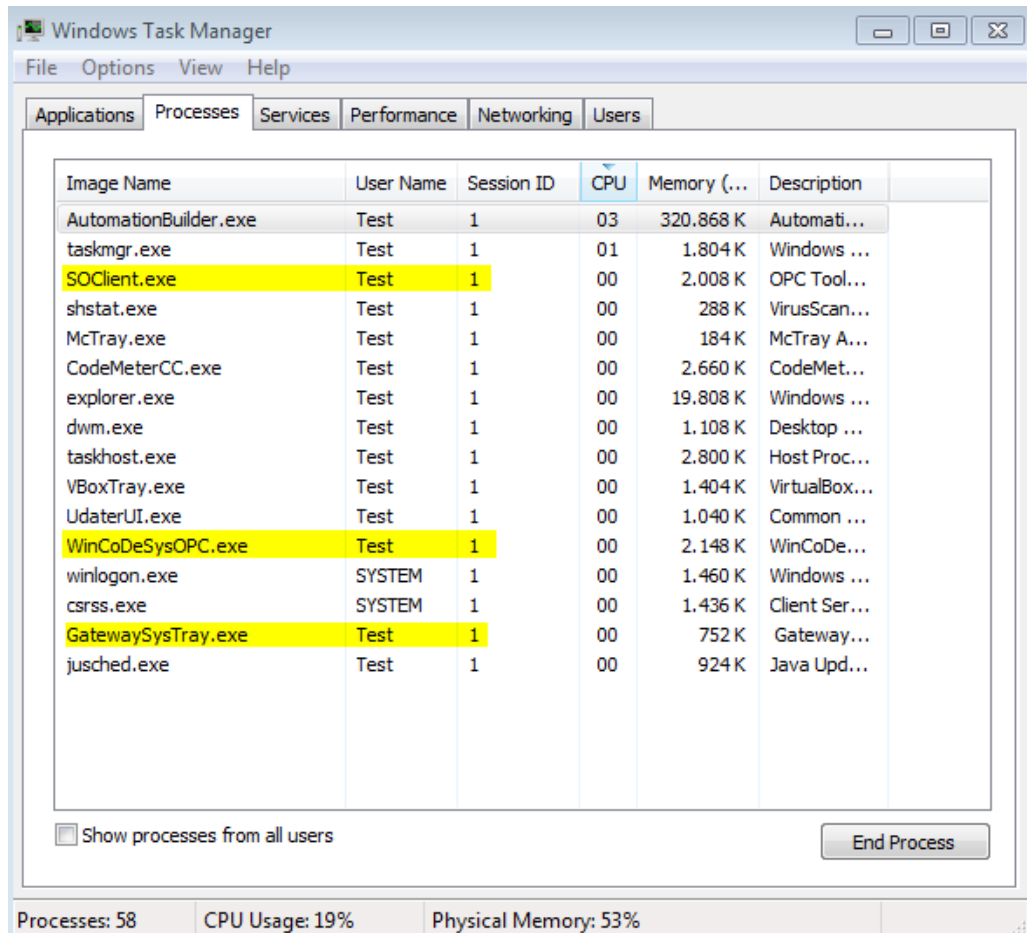 Windows Task Manager
File Options View Help
Applications Processes Services Performance Networking Users
Image Name User Name Session ID CPU Memory (... Description
AutomationBuilder.exe Test 1 03 320.868 K Automati...
taskmgr.exe Test 1 01 1.804 K Windows ...
SOClient.exe Test 1 00 2.008 K OPC Tool...
shstat.exe Test 1 00 288 K VirusScan...
McTray.exe Test 1 00 184 K McTray A...
CodeMeterCC.exe Test 1 00 2.660 K CodeMet...
explorer.exe Test 1 00 19.808 K Windows ...
dwm.exe Test 1 00 1.108 K Desktop ...
taskhost.exe Test 1 00 2.800 K Host Proc...
VBoxTray.exe Test 1 00 1.404 K VirtualBox...
UdaterUI.exe Test 1 00 1.040 K Common ...
WinCoDeSysOPC.exe Test 1 00 2.148 K WinCoDe...
winlogon.exe SYSTEM 1 00 1.460 K Windows ...
csrss.exe SYSTEM 1 00 1.436 K Client Ser...
GatewaySysTray.exe Test 1 00 752 K Gateway...
jusched.exe Test 1 00 924 K Java Upd...
Show processes from all users
End Process
Processes: 58 CPU Usage: 19% Physical Memory: 53%